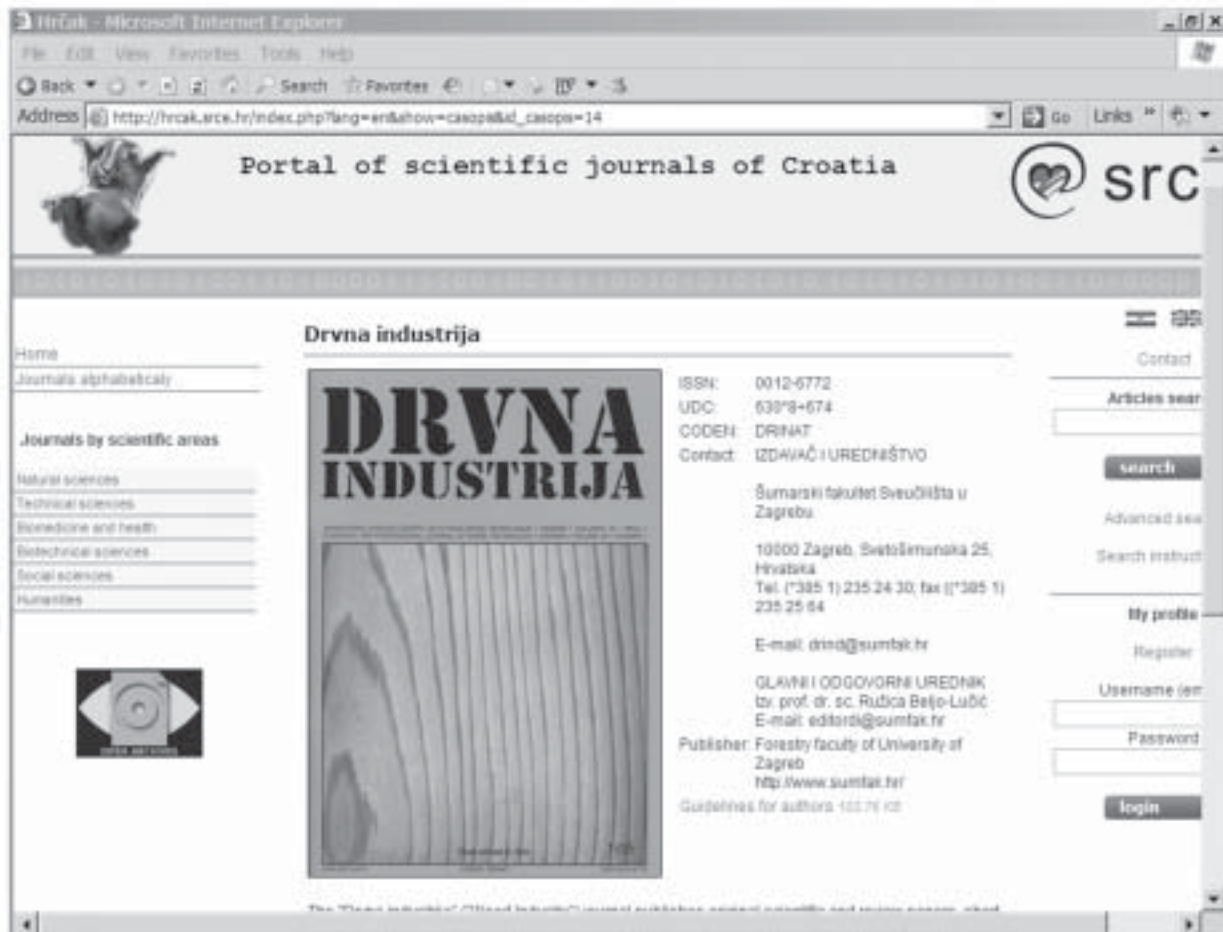 Hrčak - Microsoft Internet Explorer
File Edit View Favorites Tools Help
Back Search Favorites
Address http://hrcak.srce.hr/index.php?lang=en&show=casopis&id_casopis=14 Go Links »
Portal of scientific journals of Croatia
src
Drvna industrija
Home
Journals alphabeticaly
Journals by scientific areas
Natural sciences
Technical sciences
Biomedicine and health
Biotechnical sciences
Social sciences
Humanities
DRVNA
INDUSTRIJA
ISSN: 0012-6772
UDC: 630*8+674
CODEN: DRINAT
Contact: IZDAVAČ I UREDNIŠTVO
Šumarski fakultet Sveučilišta u
Zagrebu
10000 Zagreb, Svetošimunska 25,
Hrvatska
Tel. (*385 1) 235 24 30; fax ((*385 1)
235 25 64
E-mail: drind@sumfak.hr
GLAVNI I ODGOVORNI UREDNIK
Izv. prof. dr. sc. Ružica Beljo-Lučić
E-mail: editordi@sumfak.hr
Publisher: Forestry faculty of University of
Zagreb
http://www.sumfak.hr/
Guidelines for authors
Contact
Articles sear
search
Advanced sea
Search instruct
My profile
Register
Username (em
Password
login